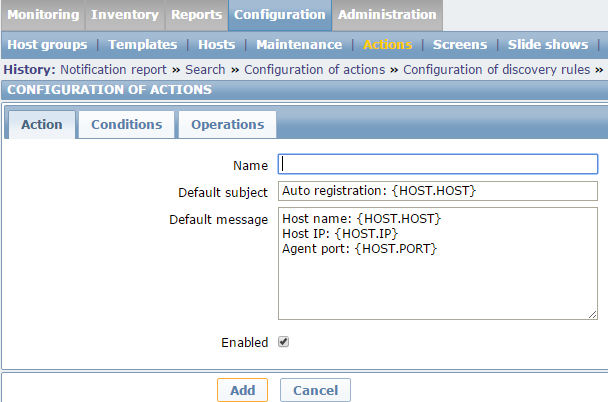 Monitoring Inventory Reports Configuration Administration
Host groups | Templates | Hosts | Maintenance | Actions | Screens | Slide shows |
History: Notification report » Search » Configuration of actions » Configuration of discovery rules »
CONFIGURATION OF ACTIONS
Action Conditions Operations
Name
Default subject Auto registration: {HOST.HOST}
Default message Host name: {HOST.HOST}
Host IP: {HOST.IP}
Agent port: {HOST.PORT}
Enabled
Add Cancel